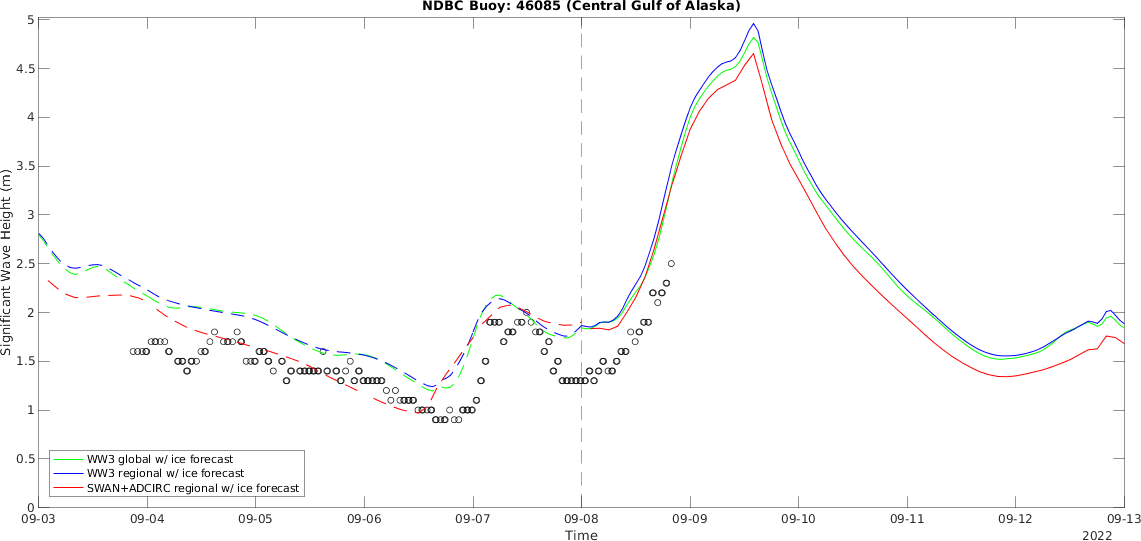 NDBC Buoy: 46085 (Central Gulf of Alaska)
5
4.5
4
3.5
3
2.5
2
1.5
1
0.5
0
Significant Wave Height (m)
WW3 global w/ ice forecast
WW3 regional w/ ice forecast
SWAN+ADCIRC regional w/ ice forecast
09-03 09-04 09-05 09-06 09-07 09-08 09-09 09-10 09-11 09-12 09-13
Time
2022